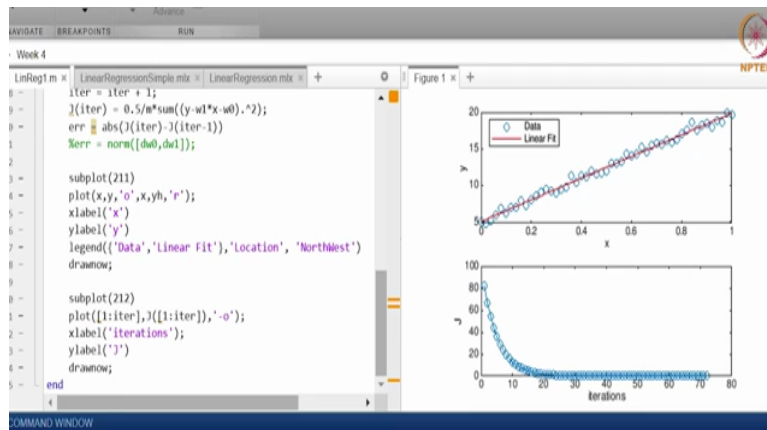 Advance
NAVIGATE BREAKPOINTS RUN
NPTEL
Week 4
LinReg1.m × LinearRegressionSimple.mlx × LinearRegression.mlx × +
Figure 1 × +
iter = iter + 1;
J(iter) = 0.5/m*sum((y-w1*x-w0).^2);
err = abs(J(iter)-J(iter-1))
%err = norm([dw0,dw1]);
subplot(211)
plot(x,y,'o',x,yh,'r');
xlabel('x')
ylabel('y')
legend({'Data','Linear Fit'},'Location', 'NorthWest')
drawnow;
subplot(212)
plot([1:iter],J([1:iter]),'-o');
xlabel('iterations');
ylabel('J')
drawnow;
end
20
15
10
5
y
Data
Linear Fit
0 0.2 0.4 0.6 0.8 1
x
100
80
60
40
20
0
J
0 10 20 30 40 50 60 70 80
iterations
COMMAND WINDOW